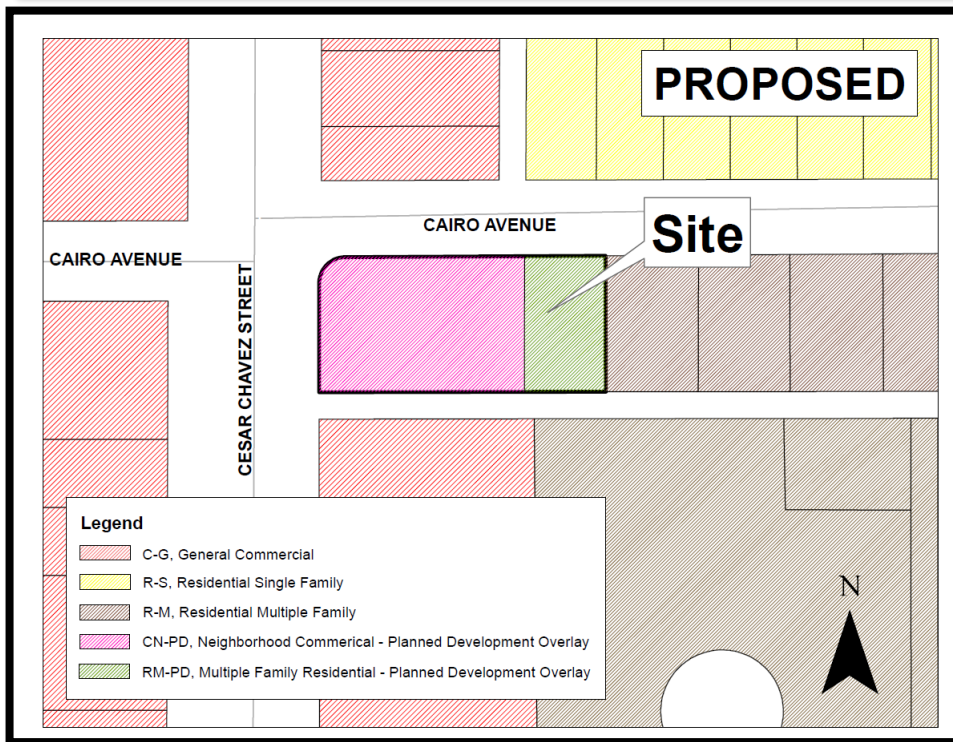 PROPOSED
CAIRO AVENUE
Site
CAIRO AVENUE
CESAR CHAVEZ STREET
Legend
C-G, General Commercial
R-S, Residential Single Family
R-M, Residential Multiple Family
CN-PD, Neighborhood Commerical - Planned Development Overlay
RM-PD, Multiple Family Residential - Planned Development Overlay
N